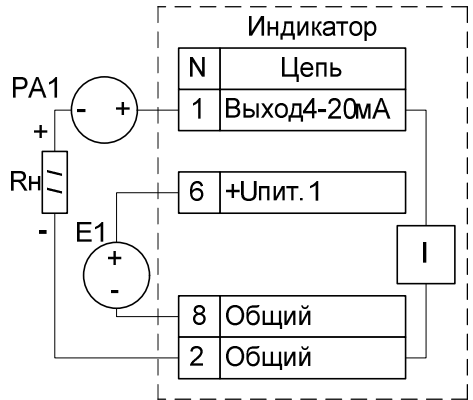 Индикатор
N Цепь
PA1
- +
1 Выход4-20мА
+
Rн
6 +Uпит.1
-
E1
+
I
-
8 Общий
2 Общий